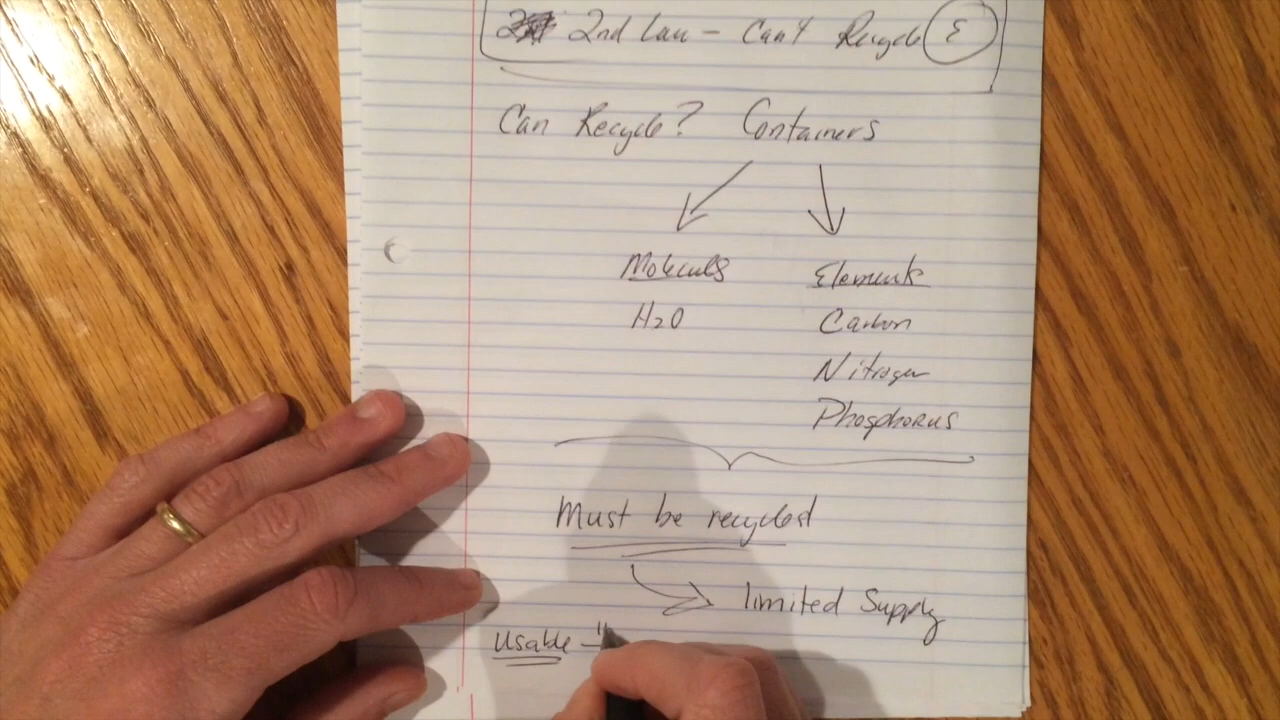 2nd Law - Can't Recycle E
Can Recycle? Containers
Molecules Elements
H2O Carbon
Nitrogen
Phosphorus
Must be recycled
limited Supply
Usable - "